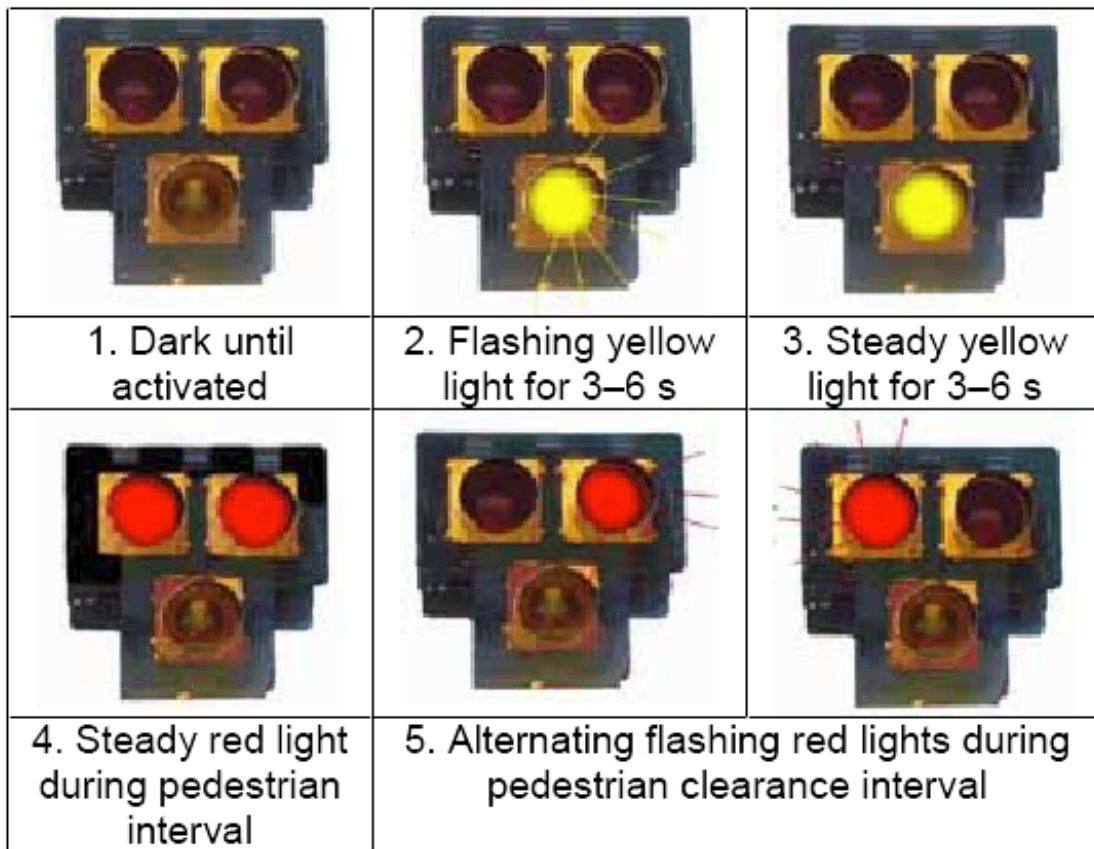 1. Dark until
activated
2. Flashing yellow
light for 3–6 s
3. Steady yellow
light for 3–6 s
4. Steady red light
during pedestrian
interval
5. Alternating flashing red lights during
pedestrian clearance interval